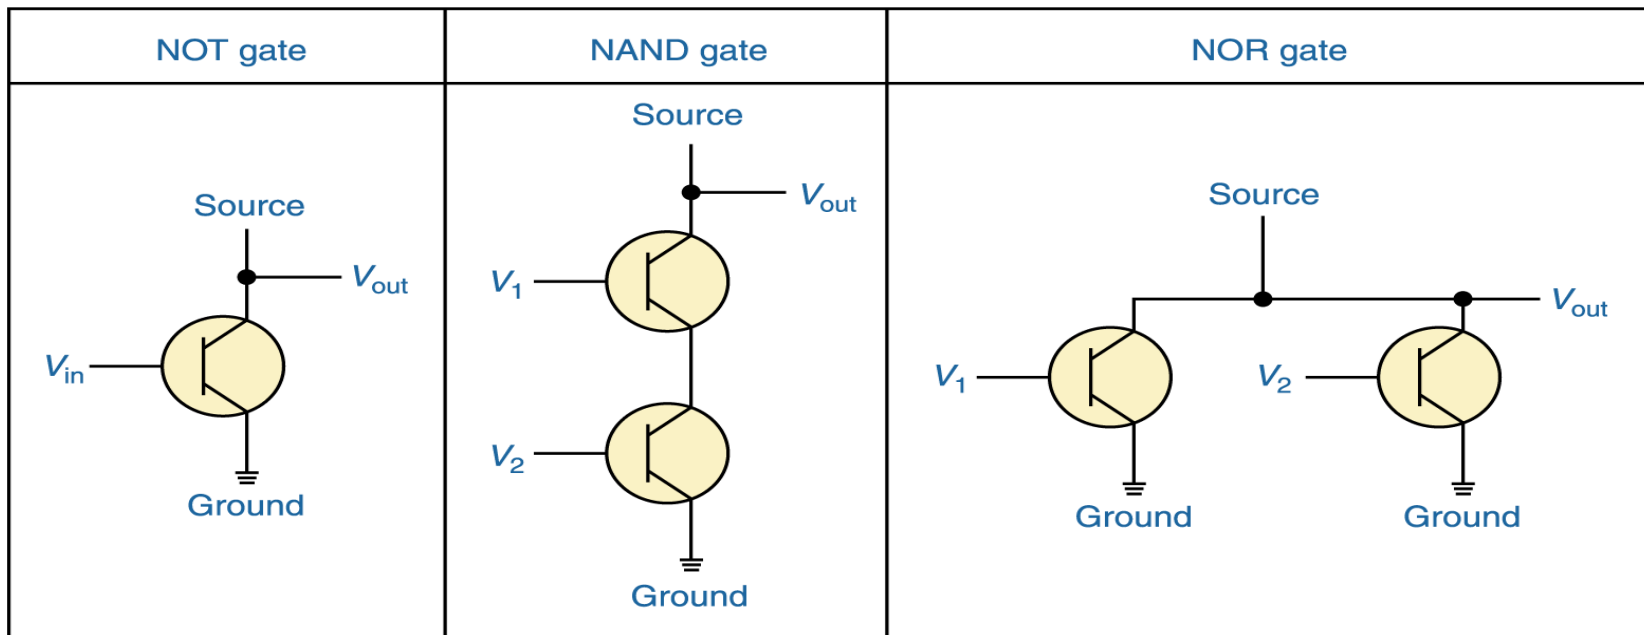 NOT gate
NAND gate
NOR gate
Source
Vout
Vin
Ground
Source
Vout
V1
V2
Ground
Source
Vout
V1
V2
Ground
Ground